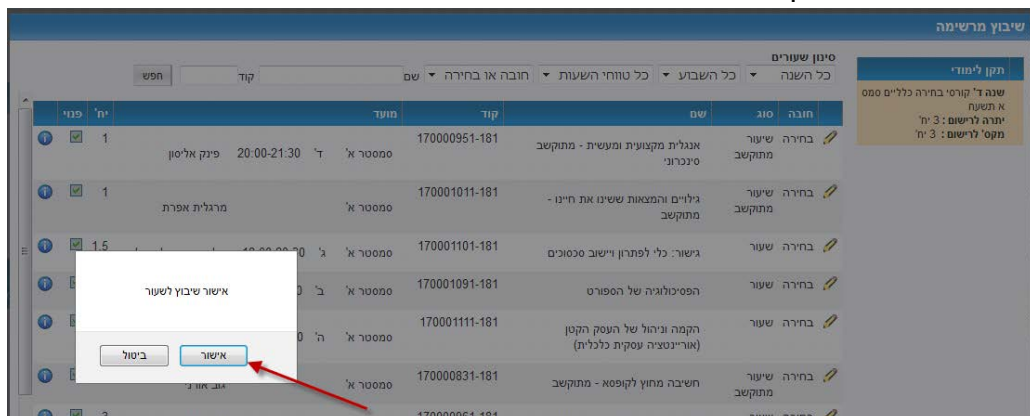 שיבוץ מרשימה
תקן לימודי
שנה ד' קורסי בחירה כלליים סמס
א תשעח
יתרה לרישום : 3 יח'
מקס' לרישום : 3 יח'
סינון שעורים
כל השנה כל השבוע כל טווחי השעות חובה או בחירה שם קוד חפש
חובה סוג שם קוד מועד יח' פנוי
בחירה שיעור מתוקשב אנגלית מקצועית ומעשית - מתוקשב סינכרוני 170000951-181 סמסטר א' ד' 20:00-21:30 פינק אליסון 1
בחירה שיעור מתוקשב גילויים והמצאות ששינו את חיינו - מתוקשב 170001011-181 סמסטר א' מרגלית אפרת 1
בחירה שעור גישור: כלי לפתרון ויישוב סכסוכים 170001101-181 סמסטר א' ג' 1.5
בחירה שעור הפסיכולוגיה של הספורט 170001091-181 סמסטר א' ב'
בחירה שעור הקמה וניהול של העסק הקטן (אוריינטציה עסקית כלכלית) 170001111-181 סמסטר א' ה'
בחירה שיעור מתוקשב חשיבה מחוץ לקופסא - מתוקשב 170000831-181 סמסטר א'
אישור שיבוץ לשעור
אישור ביטול